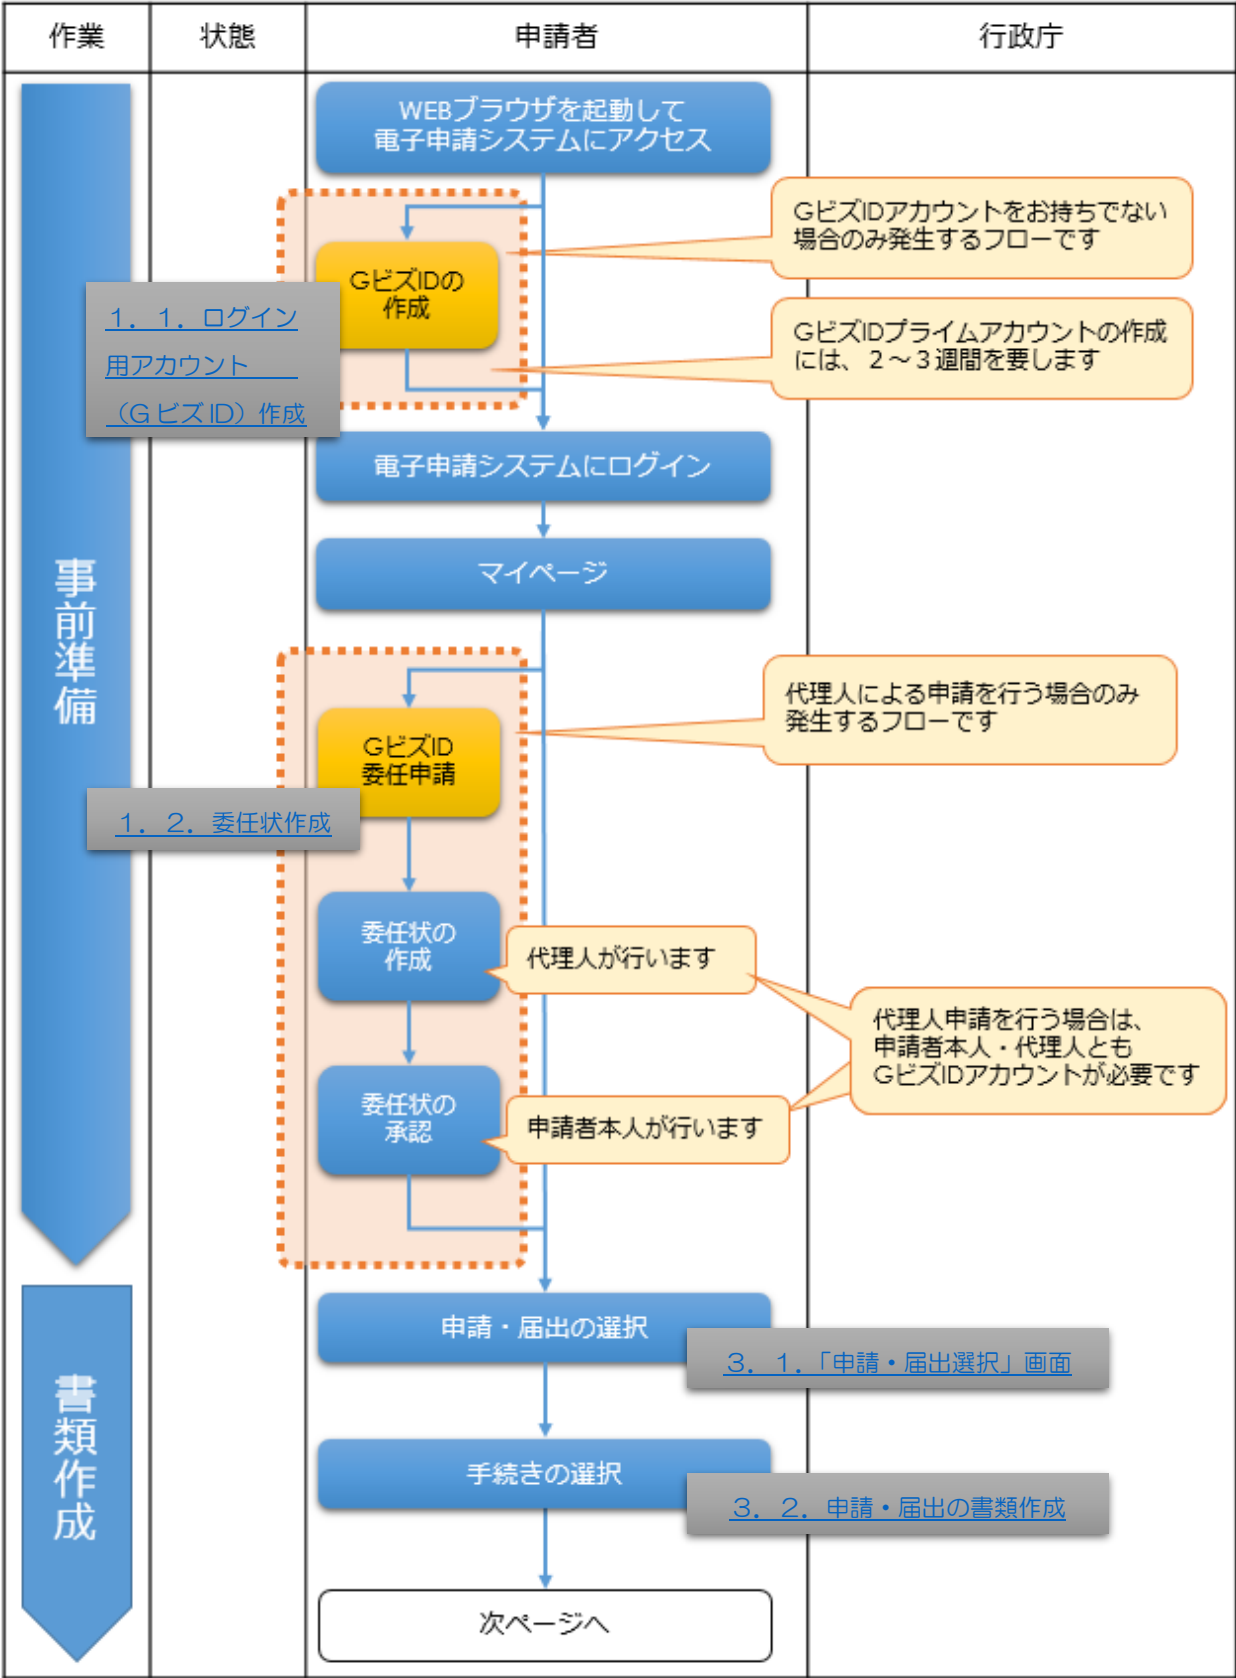 作業
状態
申請者
行政庁
WEBブラウザを起動して
電子申請システムにアクセス
GビズIDアカウントをお持ちでない
場合のみ発生するフローです
GビズIDの
作成
1．1．ログイン
用アカウント
（GビズID）作成
GビズIDプライムアカウントの作成
には、2～3週間を要します
電子申請システムにログイン
マイページ
事前準備
代理人による申請を行う場合のみ
発生するフローです
GビズID
委任申請
1．2．委任状作成
委任状の
作成
代理人が行います
代理人申請を行う場合は、
申請者本人・代理人とも
GビズIDアカウントが必要です
委任状の
承認
申請者本人が行います
申請・届出の選択
3．1．「申請・届出選択」画面
書類作成
手続きの選択
3．2．申請・届出の書類作成
次ページへ